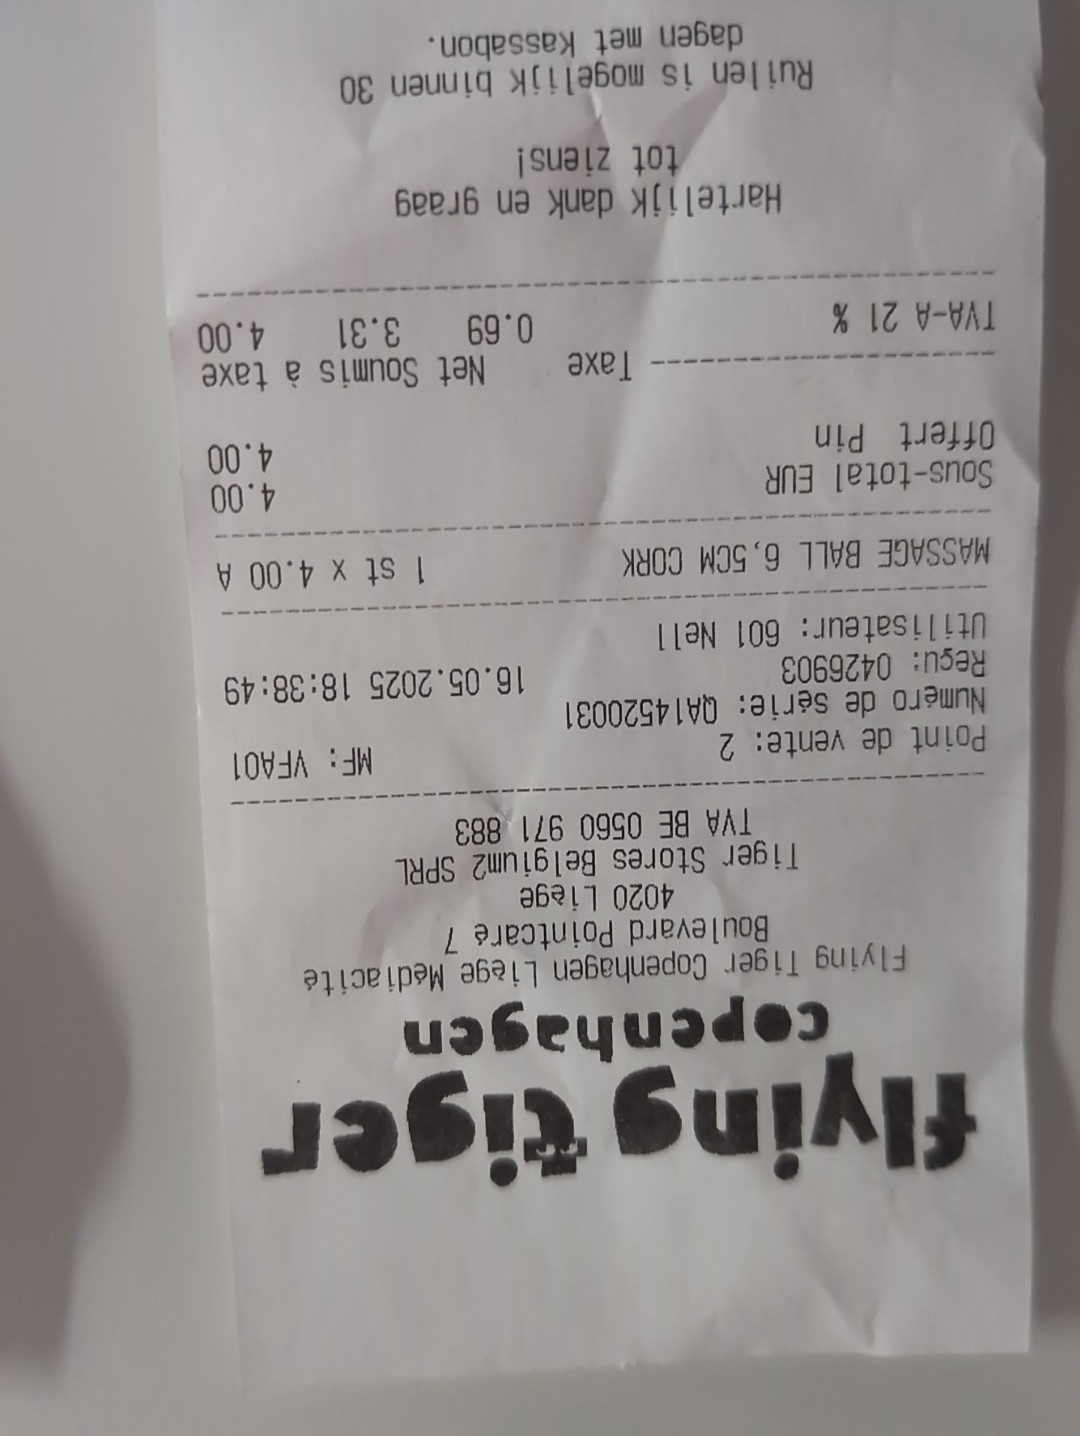 flying tiger
copenhagen
Flying Tiger Copenhagen Liège Médiacité
Boulevard Pointcaré 7
4020 Liège
Tiger Stores Belgium2 SPRL
TVA BE 0560 971 883
Point de vente: 2 MF: VFA01
Numéro de série: QA14520031
Reçu: 0426903 16.05.2025 18:38:49
Utilisateur: 601 Nell
MASSAGE BALL 6,5CM CORK 1 st x 4.00 A
Sous-total EUR 4.00
Offert Pin 4.00
Taxe Net Soumis à taxe
TVA-A 21 % 0.69 3.31 4.00
Hartelijk dank en graag
tot ziens!
Ruilen is mogelijk binnen 30
dagen met kassabon.